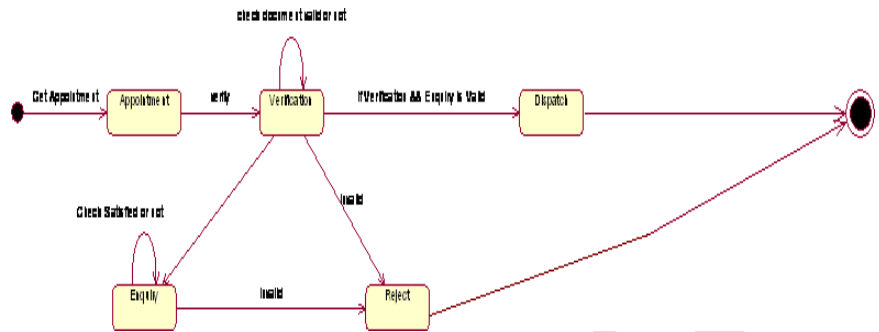 check document valid or not
Get Appointment
Appointment
verify
Verification
if Verification && Enquiry is Valid
Dispatch
Invalid
Check Satisfied or not
Enquiry
Invalid
Reject